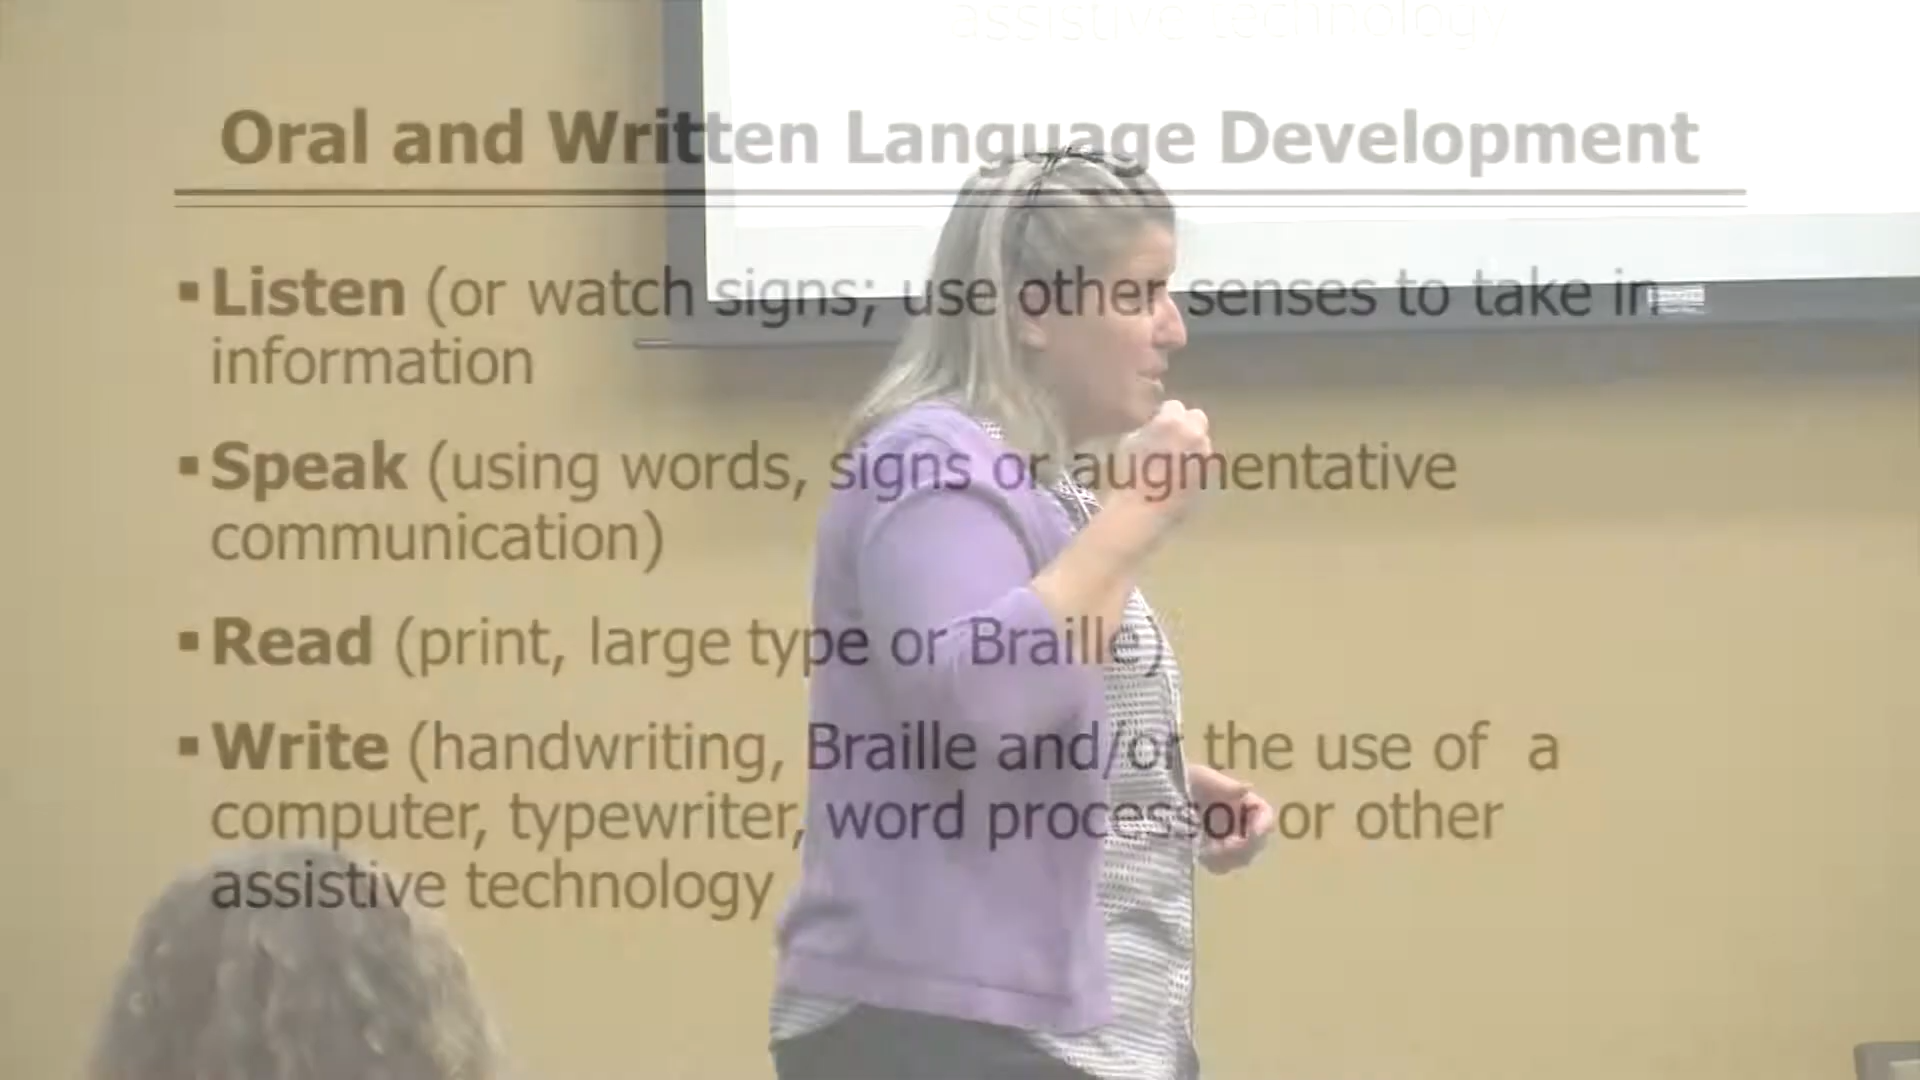 assistive technology
Oral and Written Language Development
▪ Listen (or watch signs; use other senses to take in
information
▪ Speak (using words, signs or augmentative
communication)
▪ Read (print, large type or Braille)
▪ Write (handwriting, Braille and/or the use of  a
computer, typewriter, word processor or other
assistive technology